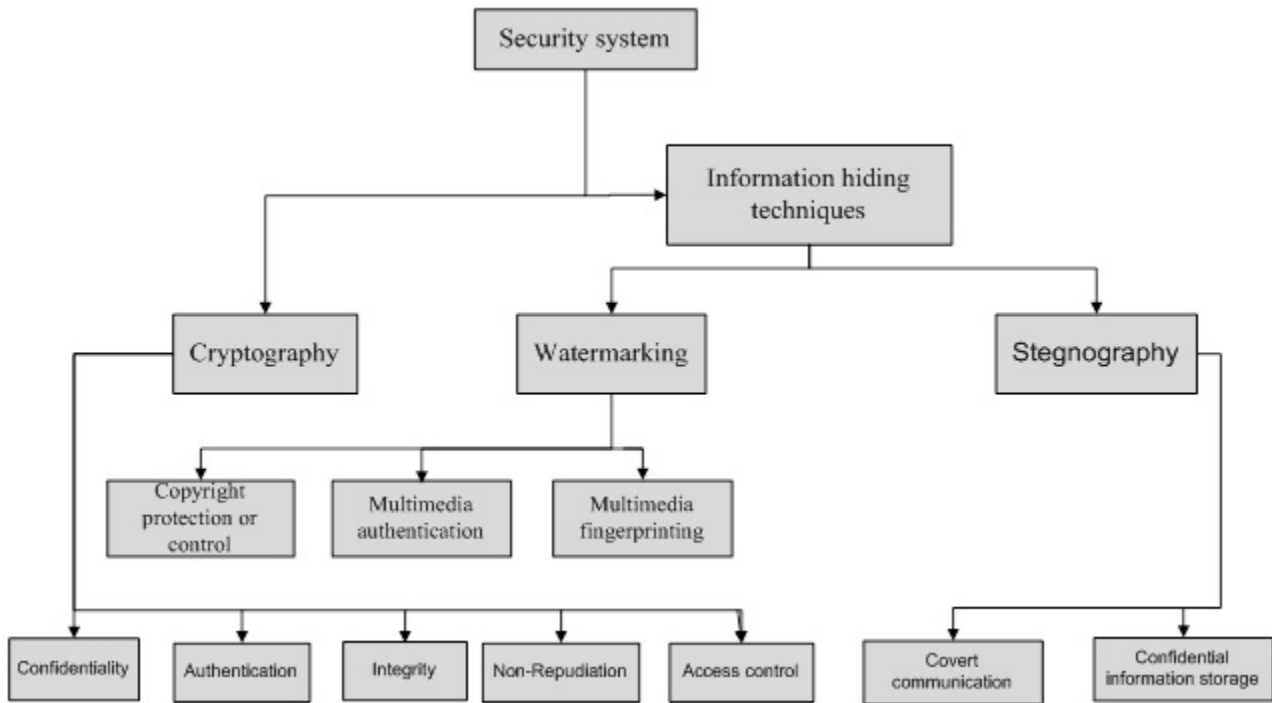 Security system
Information hiding
techniques
Cryptography
Watermarking
Stegnography
Copyright
protection or
control
Multimedia
authentication
Multimedia
fingerprinting
Confidentiality
Authentication
Integrity
Non-Repudiation
Access control
Covert
communication
Confidential
information storage